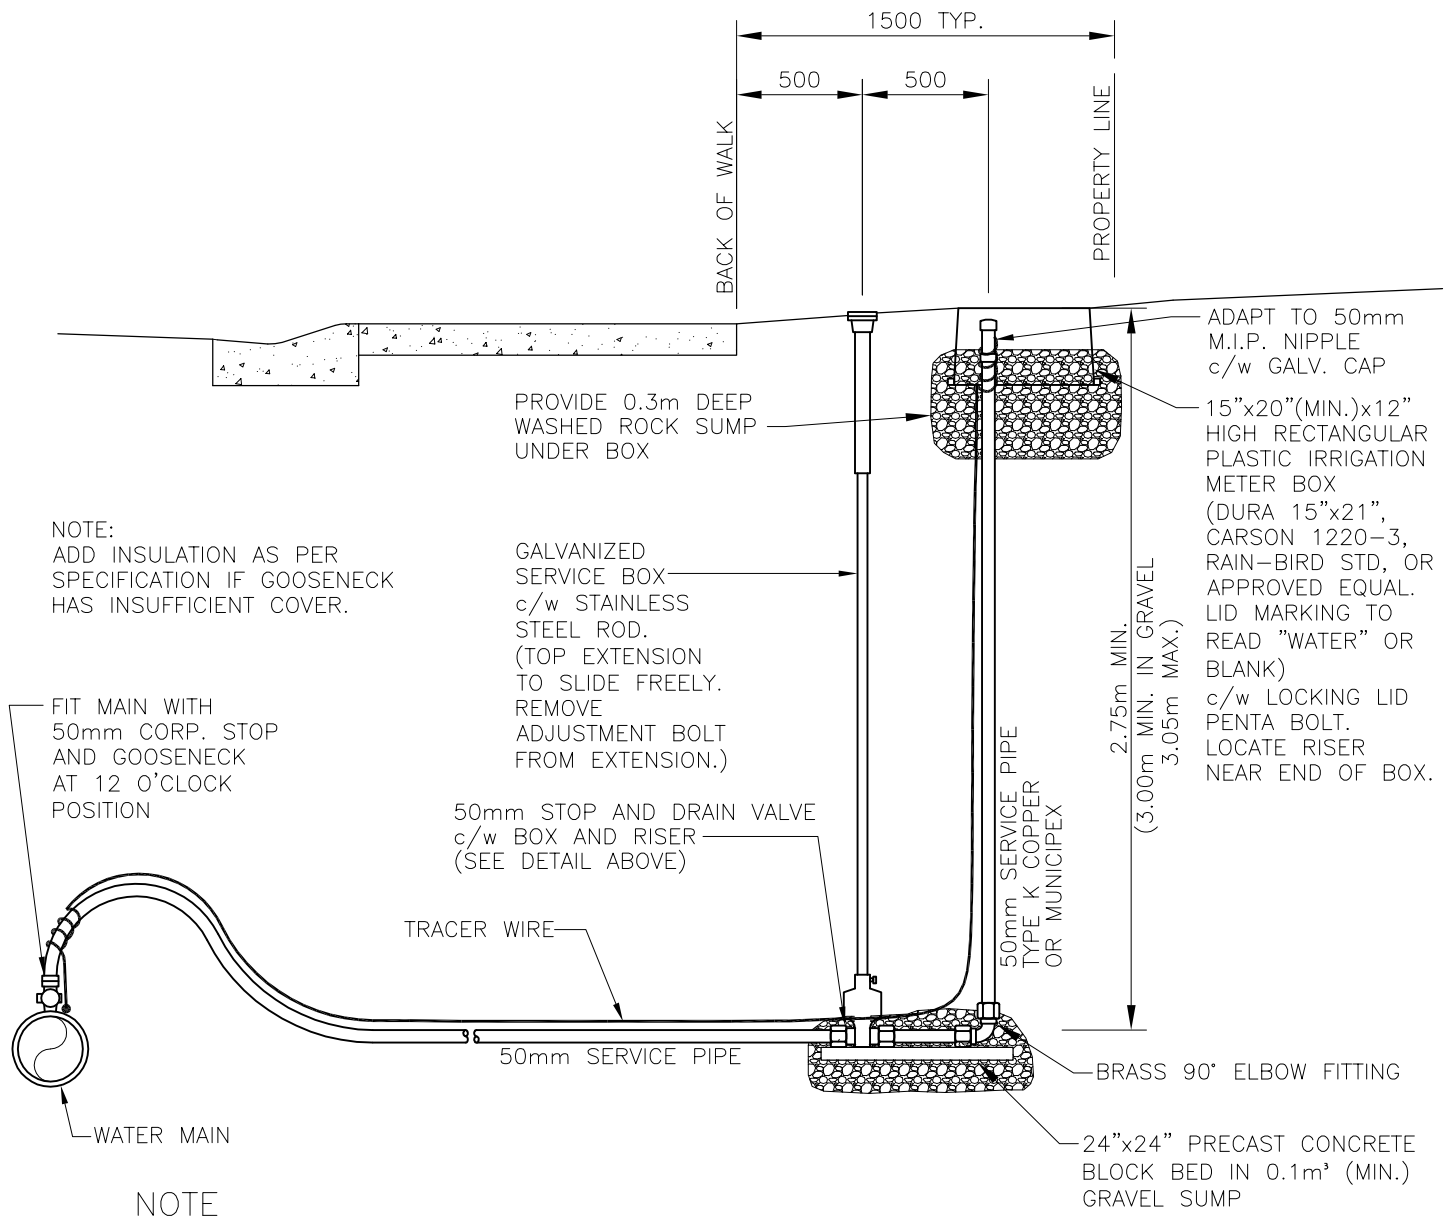 1500 TYP.
500
500
BACK OF WALK
PROPERTY LINE
ADAPT TO 50mm
M.I.P. NIPPLE
c/w GALV. CAP
PROVIDE 0.3m DEEP
WASHED ROCK SUMP
UNDER BOX
15"x20"(MIN.)x12"
HIGH RECTANGULAR
PLASTIC IRRIGATION
METER BOX
(DURA 15"x21",
CARSON 1220-3,
RAIN-BIRD STD, OR
APPROVED EQUAL.
LID MARKING TO
READ "WATER" OR
BLANK)
c/w LOCKING LID
PENTA BOLT.
LOCATE RISER
NEAR END OF BOX.
NOTE:
ADD INSULATION AS PER
SPECIFICATION IF GOOSENECK
HAS INSUFFICIENT COVER.
GALVANIZED
SERVICE BOX
c/w STAINLESS
STEEL ROD.
(TOP EXTENSION
TO SLIDE FREELY.
REMOVE
ADJUSTMENT BOLT
FROM EXTENSION.)
2.75m MIN.
(3.00m MIN. IN GRAVEL
3.05m MAX.)
FIT MAIN WITH
50mm CORP. STOP
AND GOOSENECK
AT 12 O'CLOCK
POSITION
50mm STOP AND DRAIN VALVE
c/w BOX AND RISER
(SEE DETAIL ABOVE)
50mm SERVICE PIPE
TYPE K COPPER
OR MUNICIPEX
TRACER WIRE
50mm SERVICE PIPE
BRASS 90° ELBOW FITTING
WATER MAIN
24"x24" PRECAST CONCRETE
BLOCK BED IN 0.1m³ (MIN.)
GRAVEL SUMP
NOTE